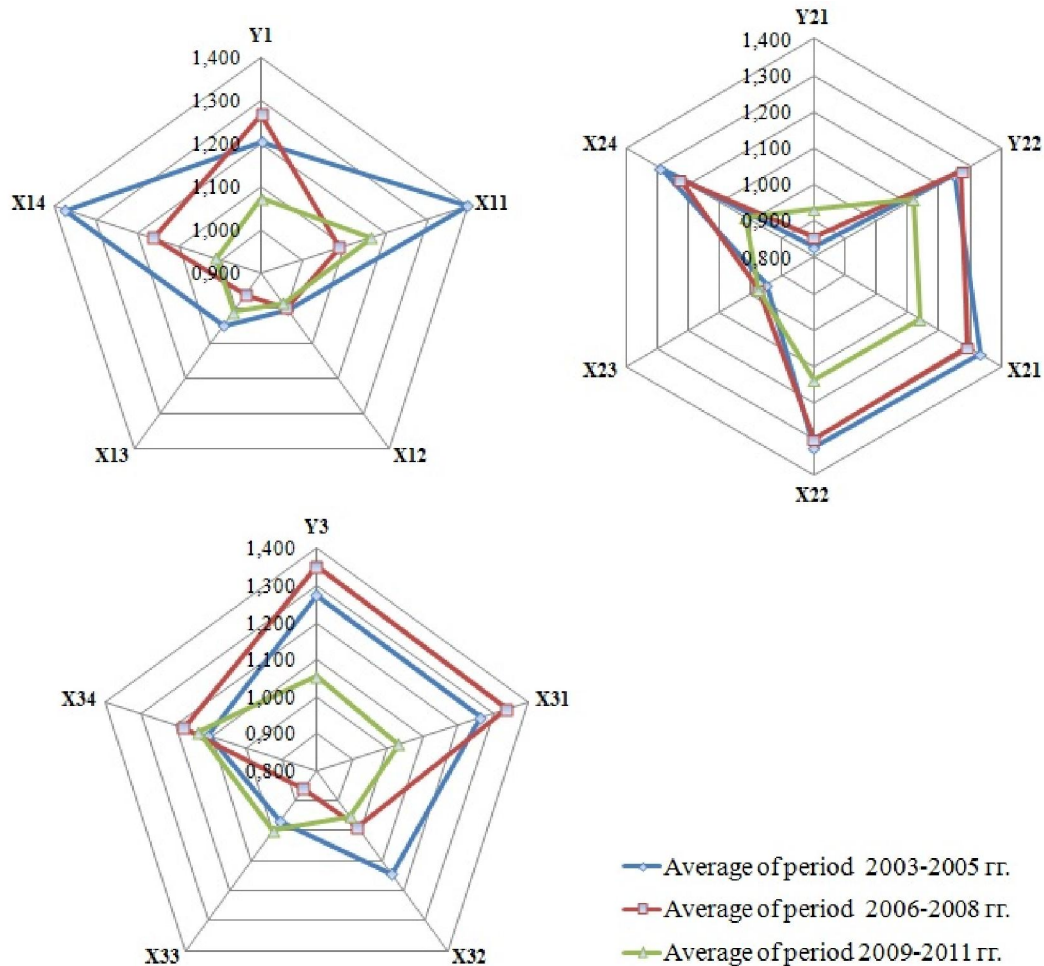 Y1
1,400
1,300
1,200
1,100
1,000
0,900
X11
X12
X13
X14
Y21
1,400
1,300
1,200
1,100
1,000
0,900
0,800
Y22
X21
X22
X23
X24
Y3
1,400
1,300
1,200
1,100
1,000
0,900
0,800
X31
X32
X33
X34
Average of period 2003-2005 гг.
Average of period 2006-2008 гг.
Average of period 2009-2011 гг.